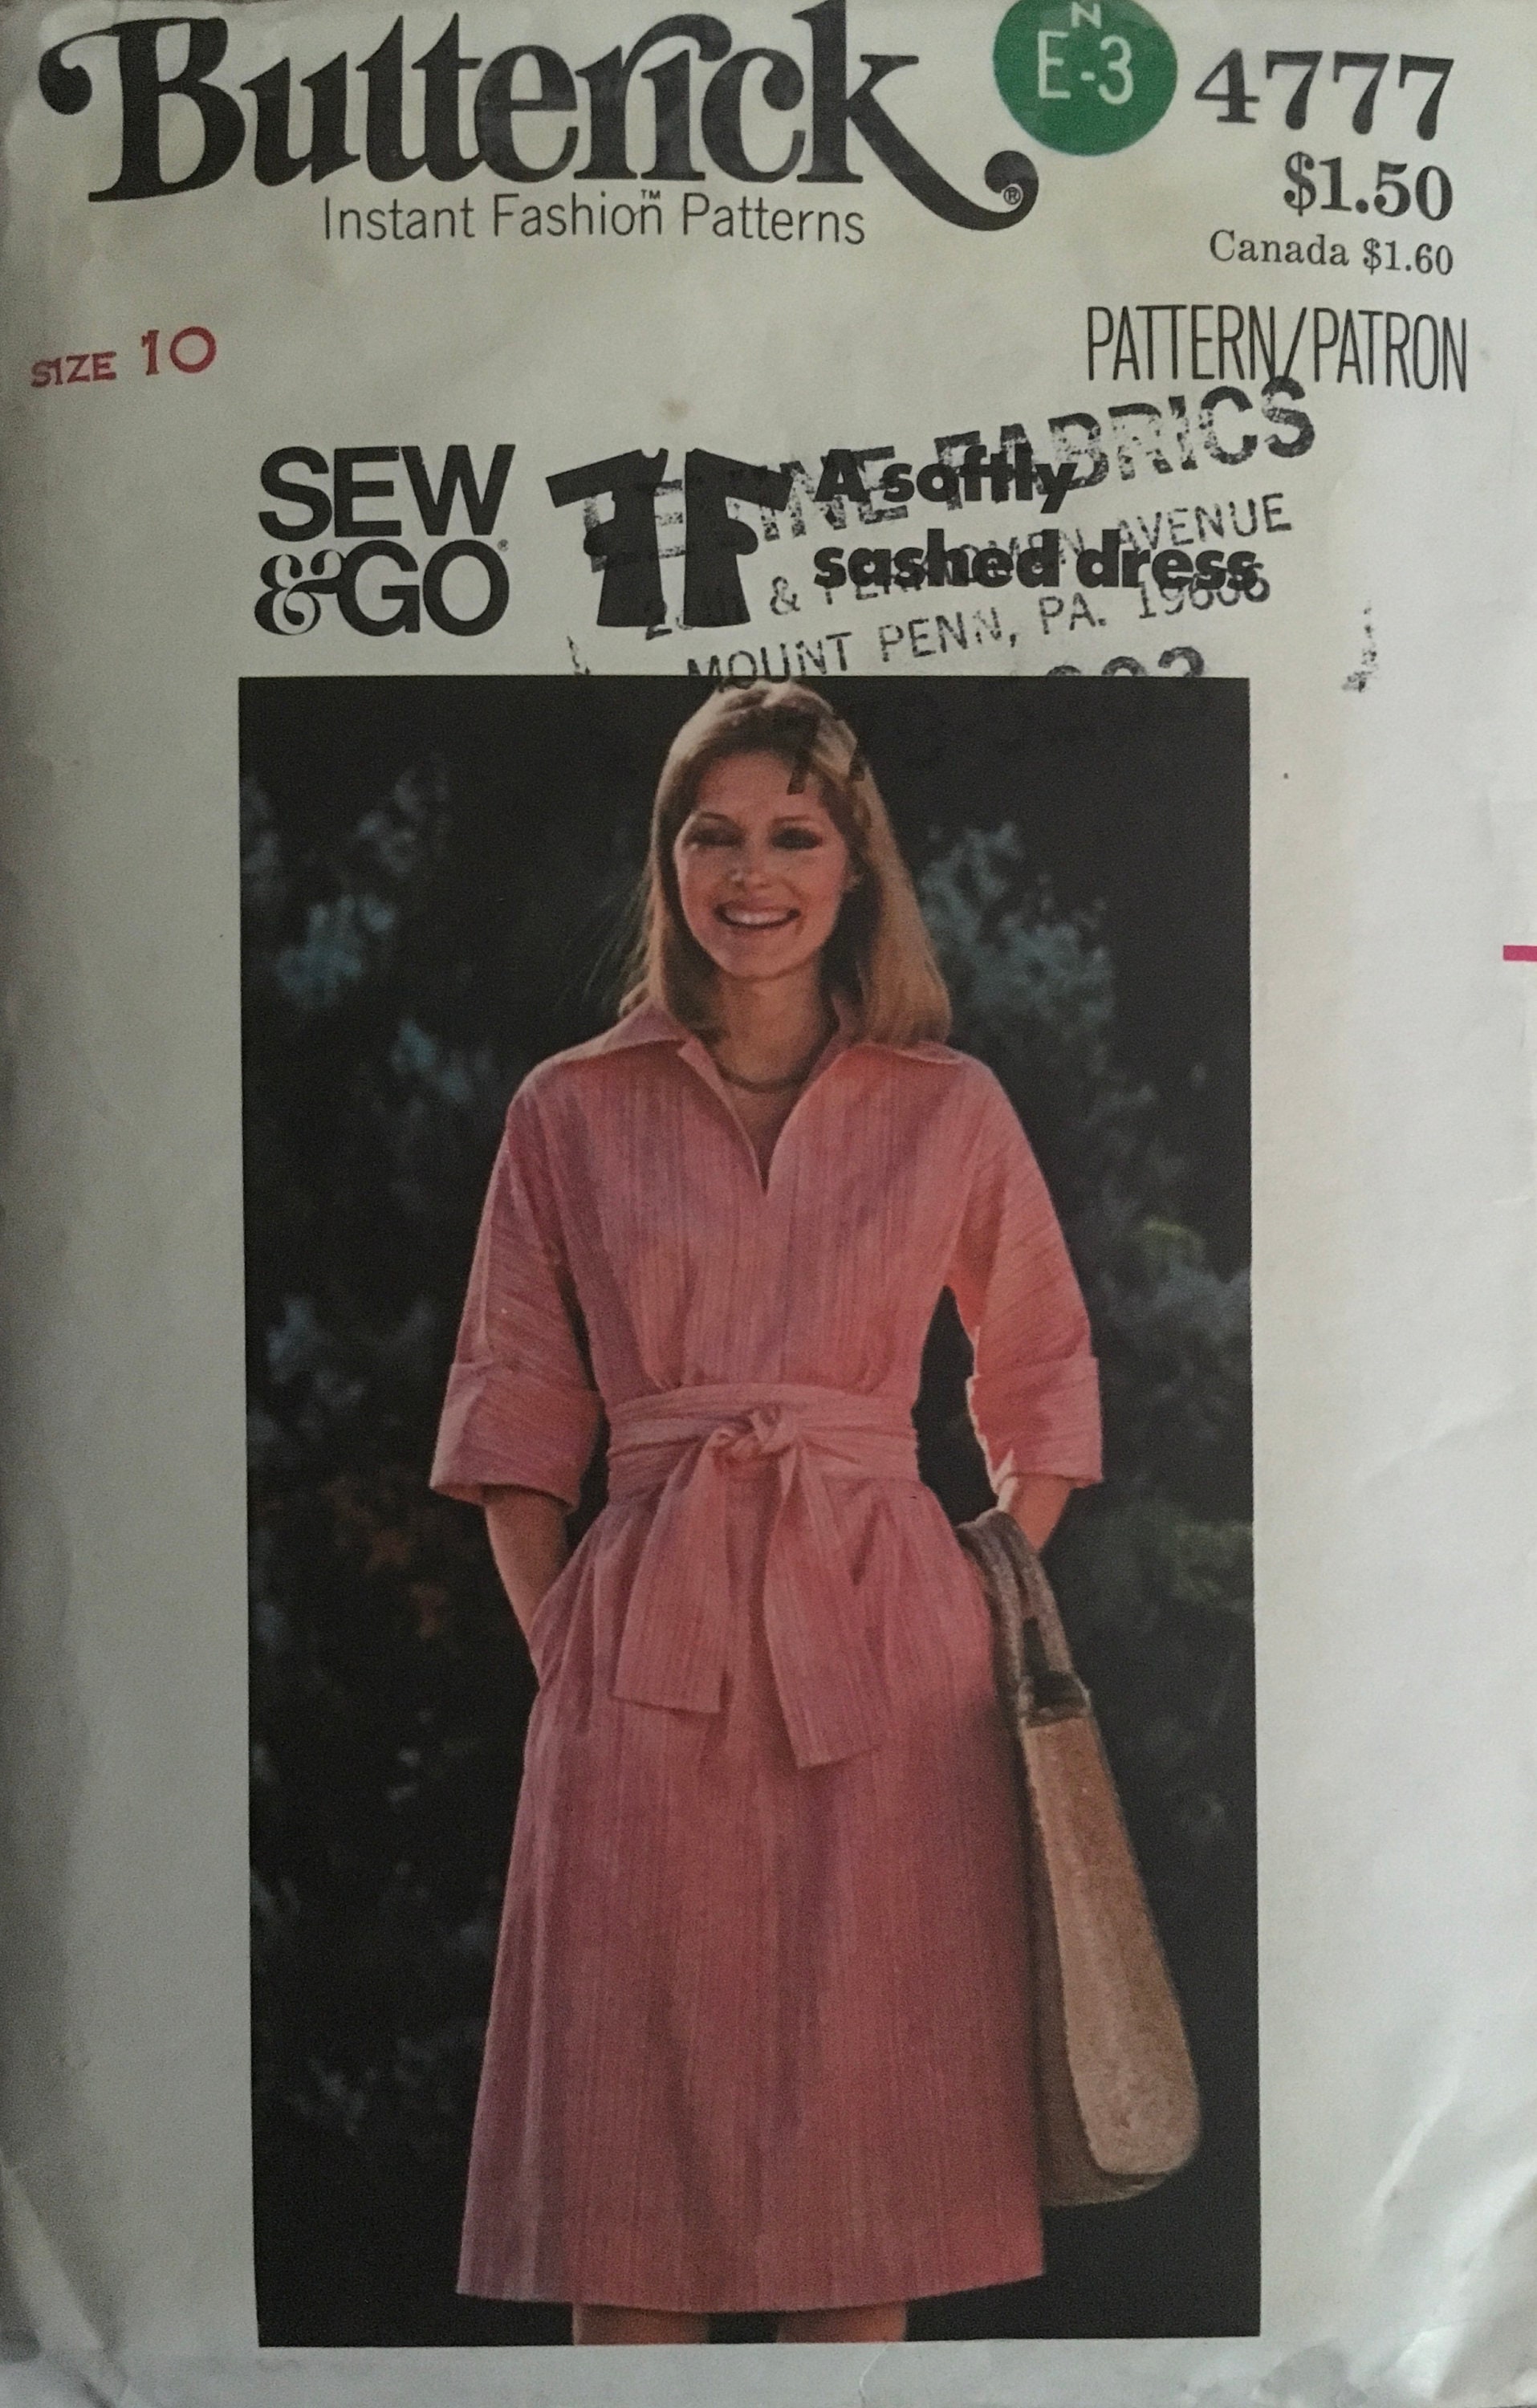 Butterick®
Instant Fashion™ Patterns
N
E-3
4777
$1.50
Canada $1.60
SIZE 10
PATTERN/PATRON
SEW
&GO®
A softly
sashed dress
FABRICS
& AVENUE
MOUNT PENN, PA. 19606